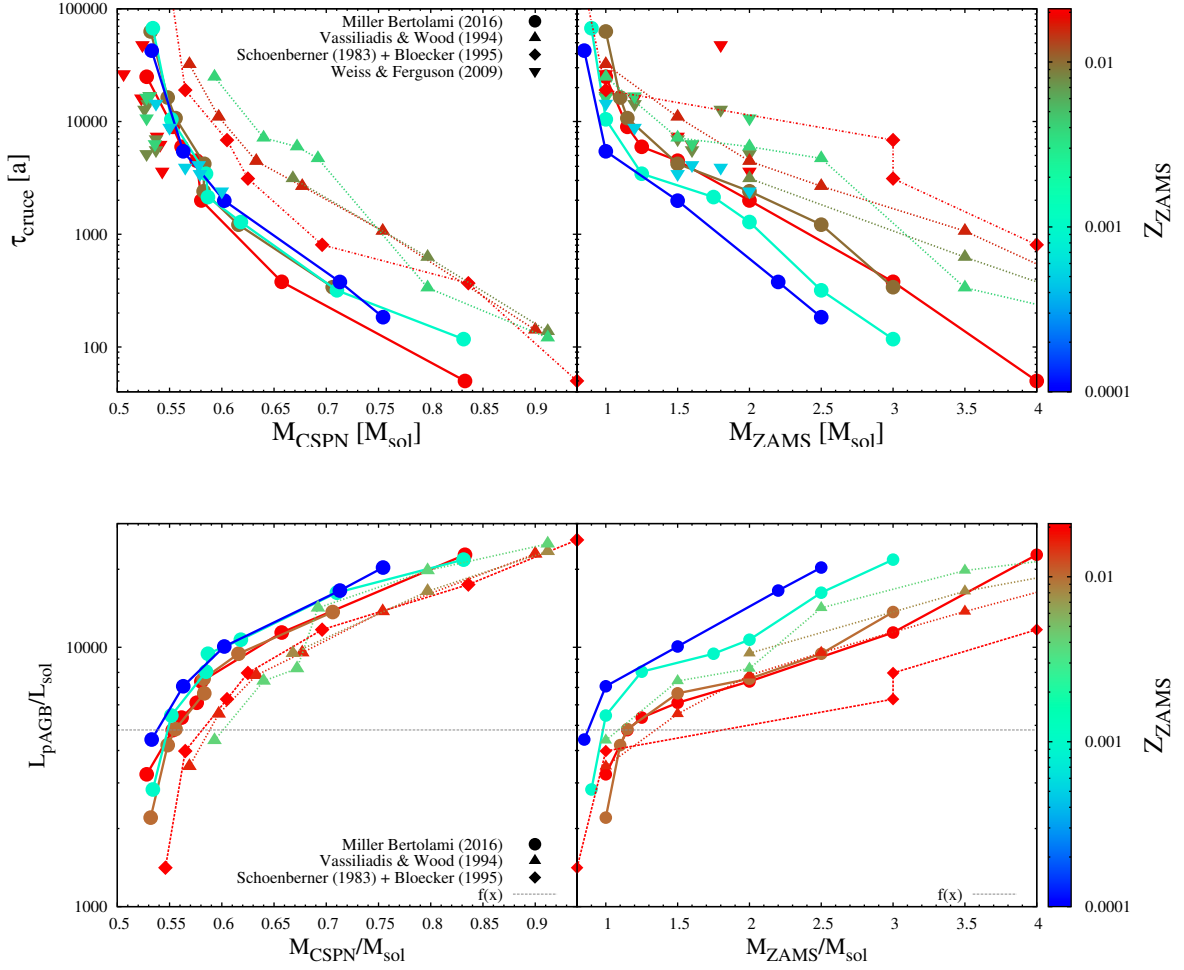 Miller Bertolami (2016)
Vassiliadis & Wood (1994)
Schoenberner (1983) + Bloecker (1995)
Weiss & Ferguson (2009)
100000
10000
1000
100
τcruce [a]
0.5 0.55 0.6 0.65 0.7 0.75 0.8 0.85 0.9
MCSPN [Msol]
1 1.5 2 2.5 3 3.5 4
MZAMS [Msol]
0.01
0.001
0.0001
ZZAMS
10000
1000
LpAGB/Lsol
Miller Bertolami (2016)
Vassiliadis & Wood (1994)
Schoenberner (1983) + Bloecker (1995)
f(x)
0.5 0.55 0.6 0.65 0.7 0.75 0.8 0.85 0.9
MCSPN/Msol
f(x)
1 1.5 2 2.5 3 3.5 4
MZAMS/Msol
0.01
0.001
0.0001
ZZAMS